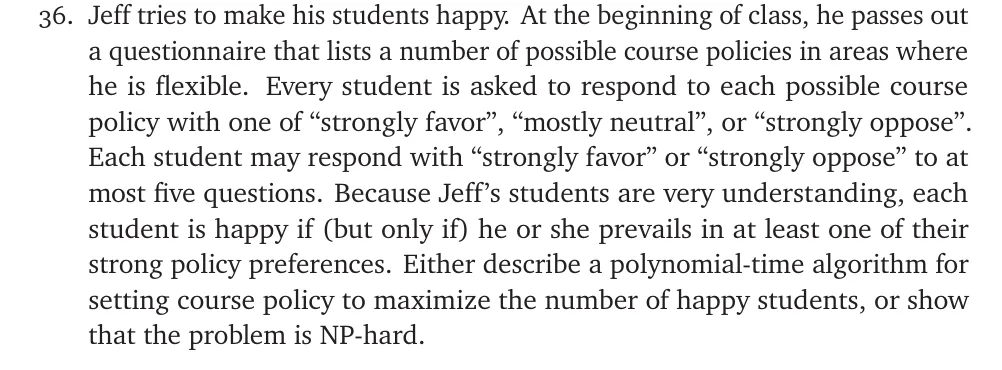 36. Jeff tries to make his students happy. At the beginning of class, he passes out
a questionnaire that lists a number of possible course policies in areas where
he is flexible. Every student is asked to respond to each possible course
policy with one of “strongly favor”, “mostly neutral”, or “strongly oppose”.
Each student may respond with “strongly favor” or “strongly oppose” to at
most five questions. Because Jeff’s students are very understanding, each
student is happy if (but only if) he or she prevails in at least one of their
strong policy preferences. Either describe a polynomial-time algorithm for
setting course policy to maximize the number of happy students, or show
that the problem is NP-hard.